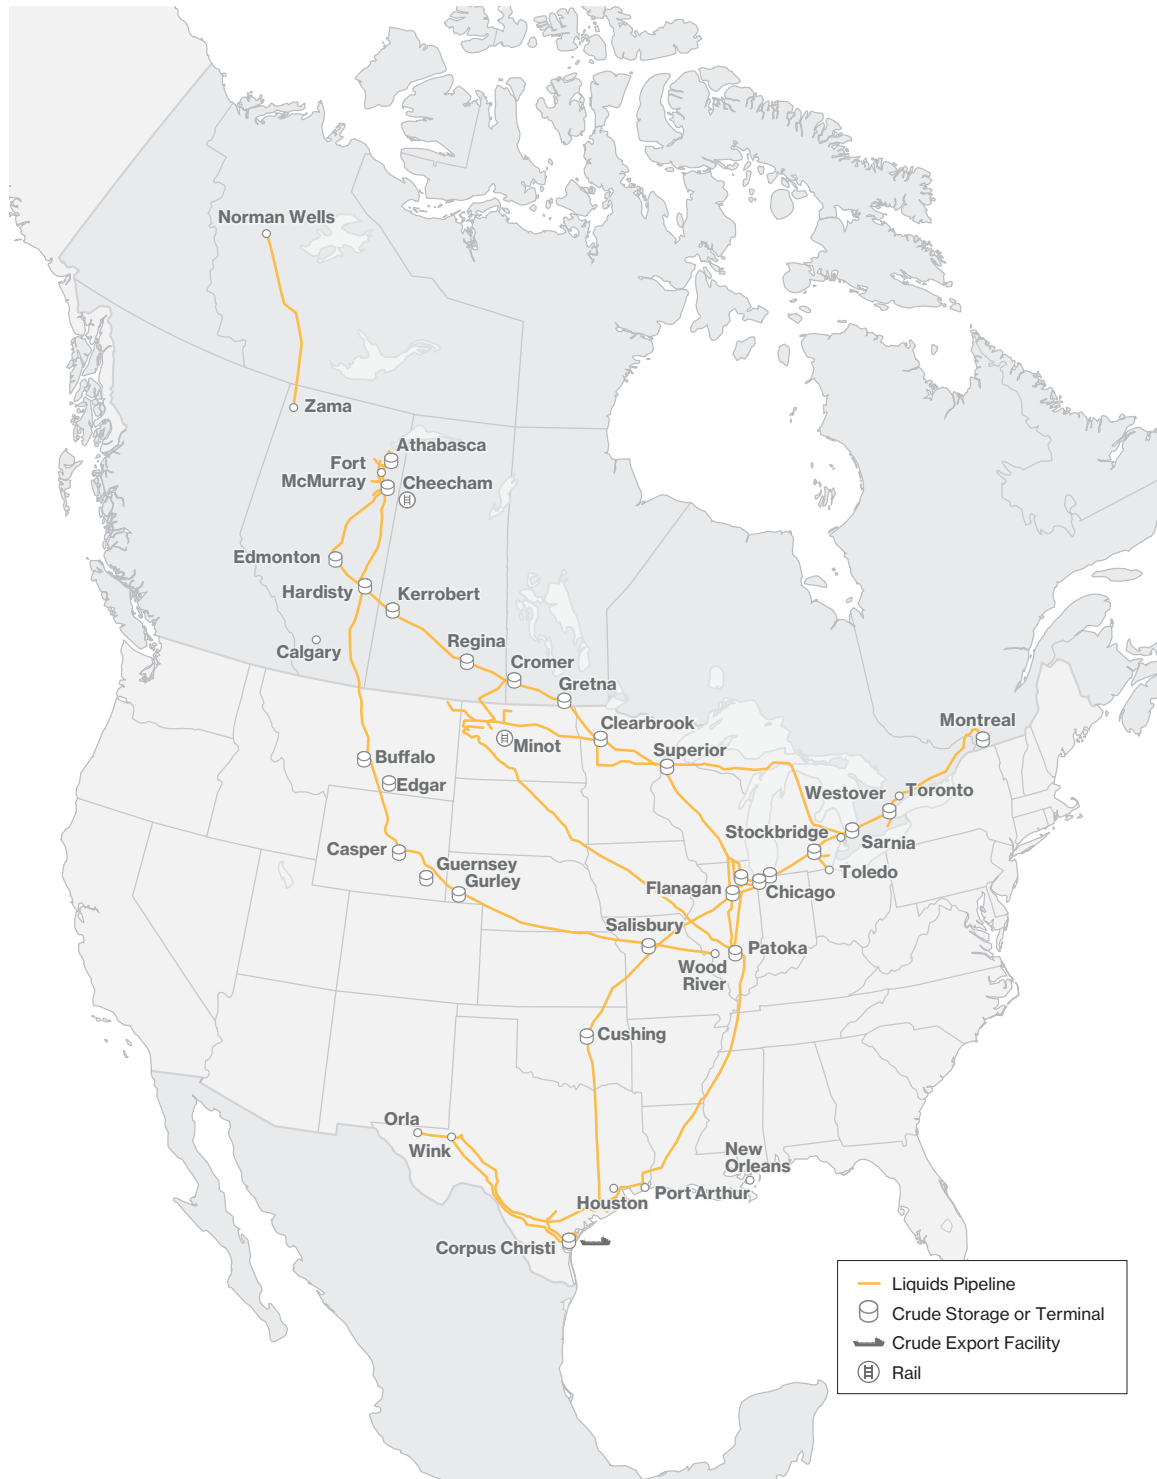 Norman Wells
Zama
Athabasca
Fort
McMurray
Cheecham
Edmonton
Hardisty
Kerrobert
Calgary
Regina
Cromer
Gretna
Clearbrook
Montreal
Minot
Superior
Buffalo
Edgar
Westover
Toronto
Stockbridge
Sarnia
Casper
Guernsey
Gurley
Toledo
Flanagan
Chicago
Salisbury
Patoka
Wood
River
Cushing
Orla
Wink
New
Orleans
Houston
Port Arthur
Corpus Christi
Liquids Pipeline
Crude Storage or Terminal
Crude Export Facility
Rail